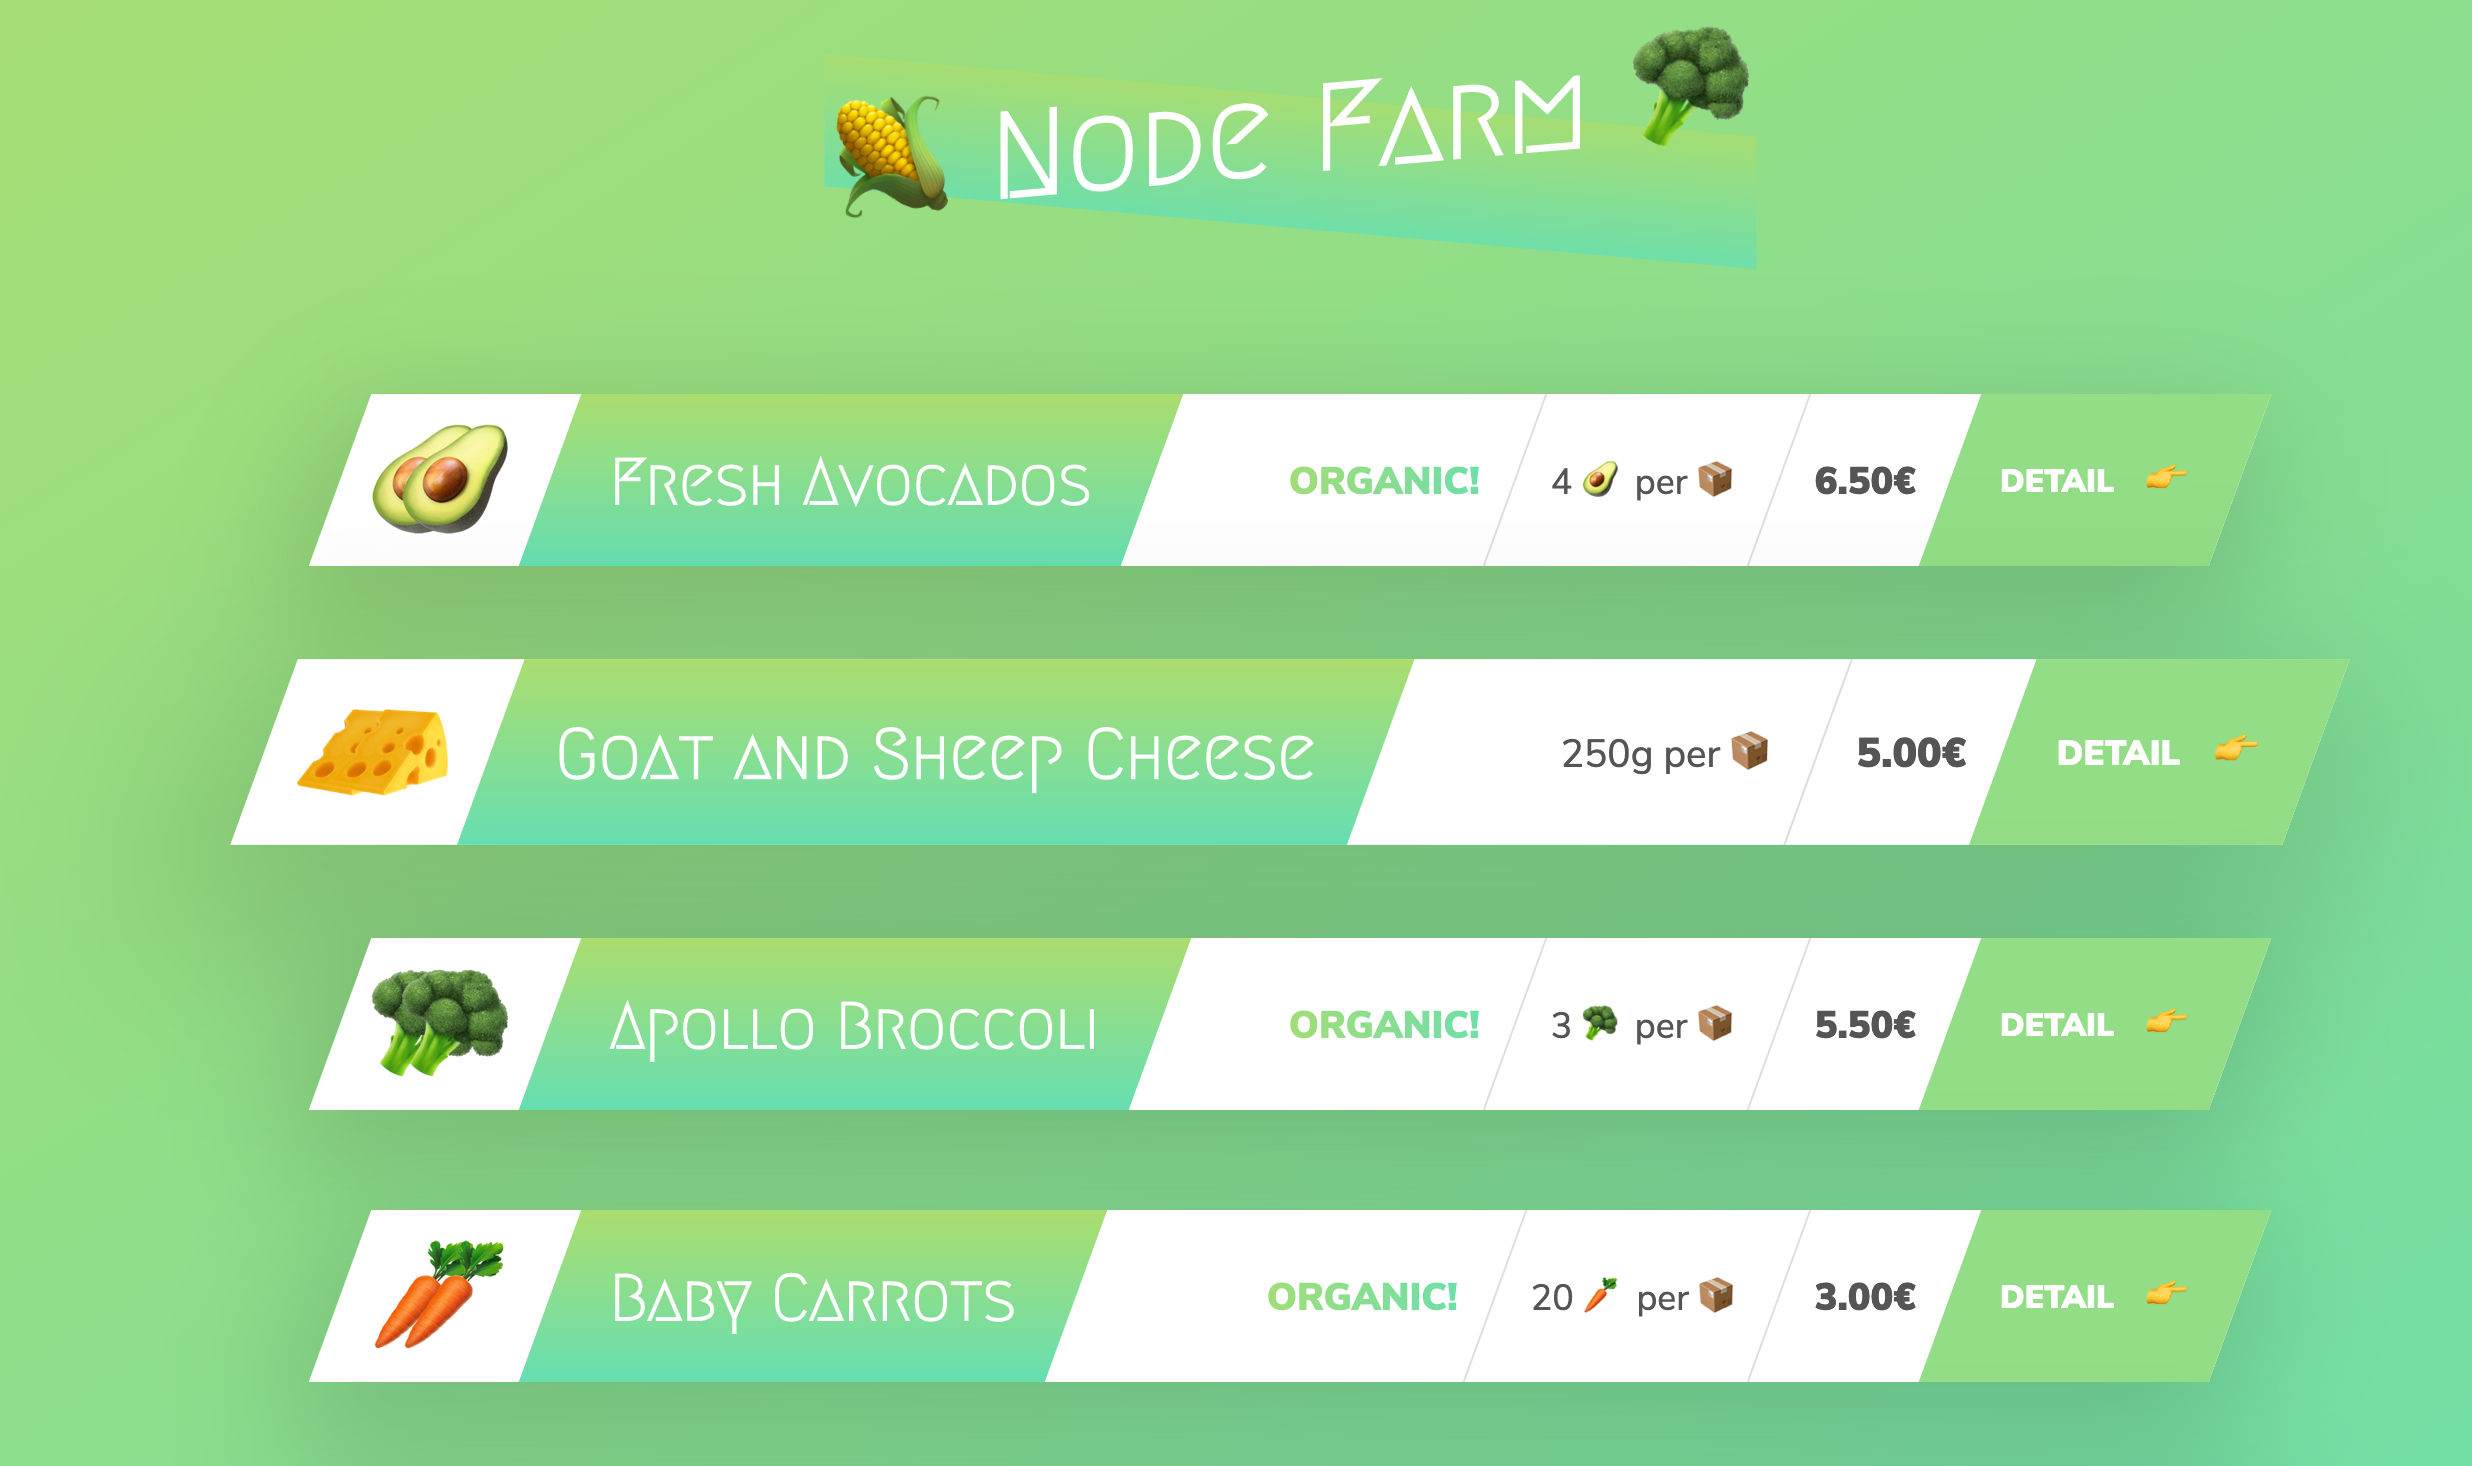 Node Farm
Fresh Avocados ORGANIC! 4 🥑 per 📦 6.50€ DETAIL 👉
Goat and Sheep Cheese 250g per 📦 5.00€ DETAIL 👉
Apollo Broccoli ORGANIC! 3 🥦 per 📦 5.50€ DETAIL 👉
Baby Carrots ORGANIC! 20 🥕 per 📦 3.00€ DETAIL 👉